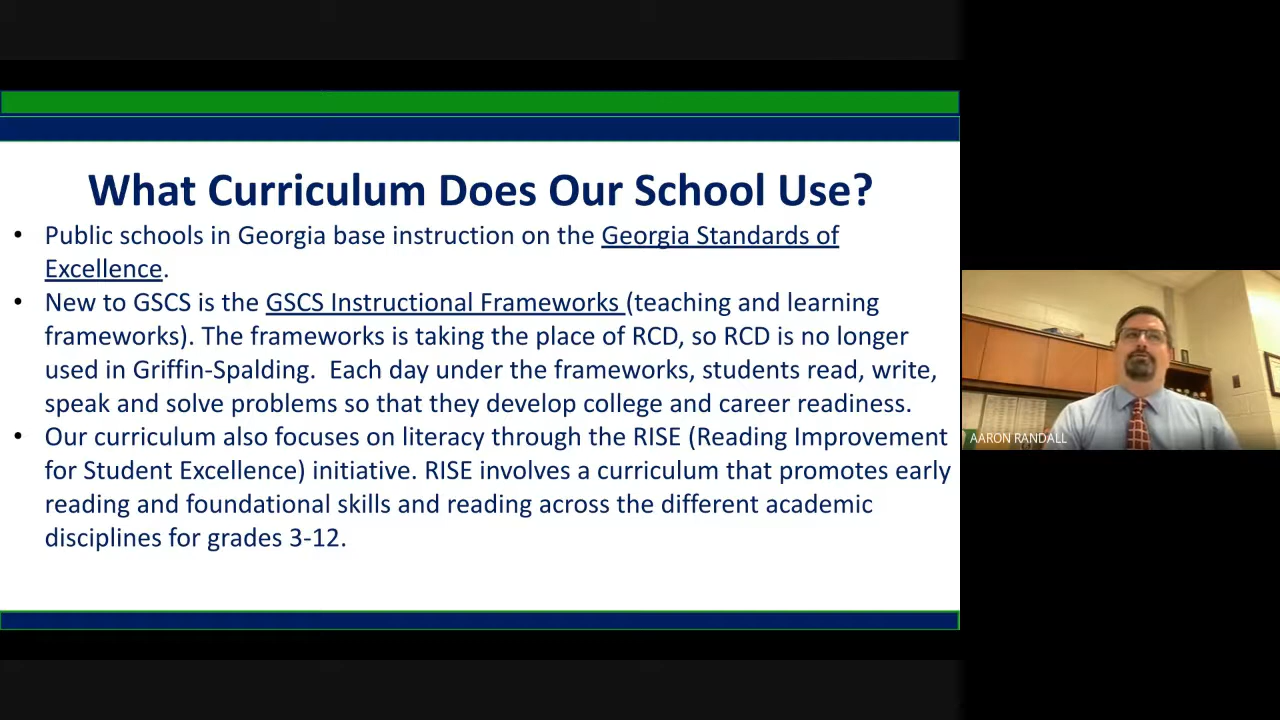 What Curriculum Does Our School Use?
• Public schools in Georgia base instruction on the Georgia Standards of
Excellence.
• New to GSCS is the GSCS Instructional Frameworks (teaching and learning
frameworks). The frameworks is taking the place of RCD, so RCD is no longer
used in Griffin-Spalding.  Each day under the frameworks, students read, write,
speak and solve problems so that they develop college and career readiness.
• Our curriculum also focuses on literacy through the RISE (Reading Improvement
for Student Excellence) initiative. RISE involves a curriculum that promotes early
reading and foundational skills and reading across the different academic
disciplines for grades 3-12.
AARON RANDALL